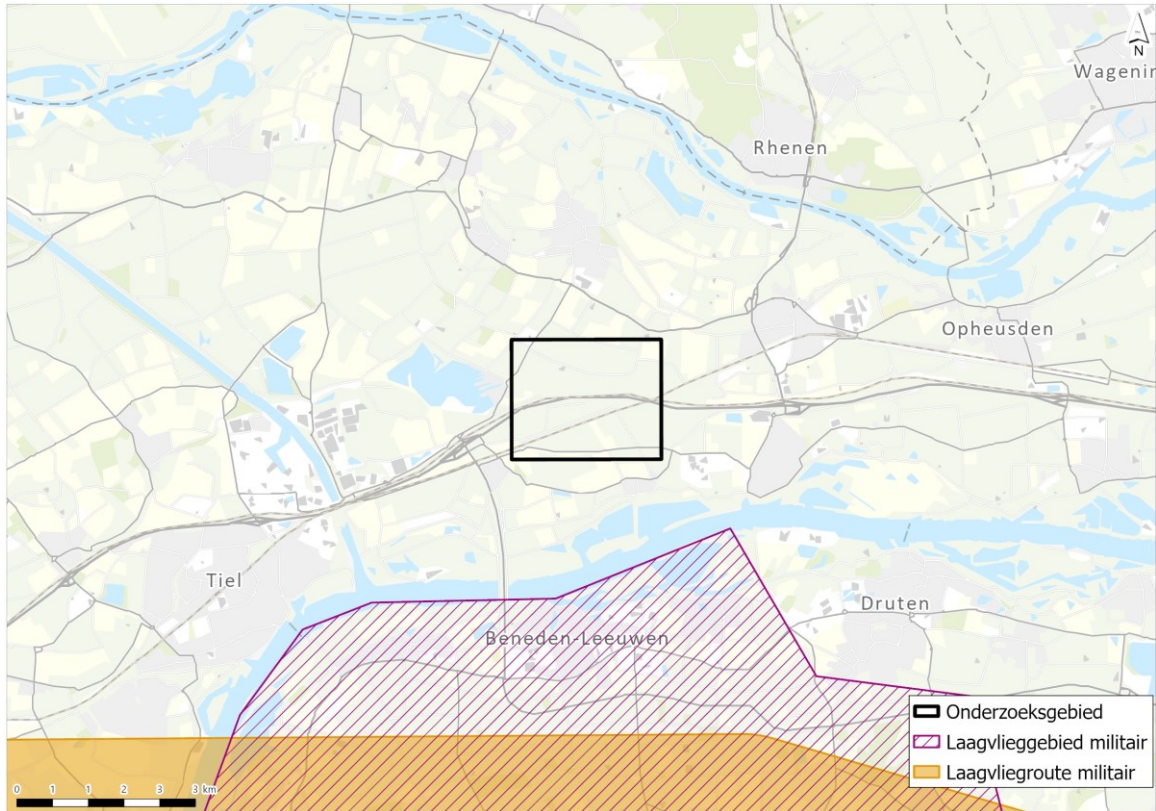 N
Wagenin
Rhenen
Opheusden
Tiel
Druten
Beneden-Leeuwen
Onderzoeksgebied
Laagvlieggebied militair
Laagvliegroute militair
0 1 1 2 3 3 km